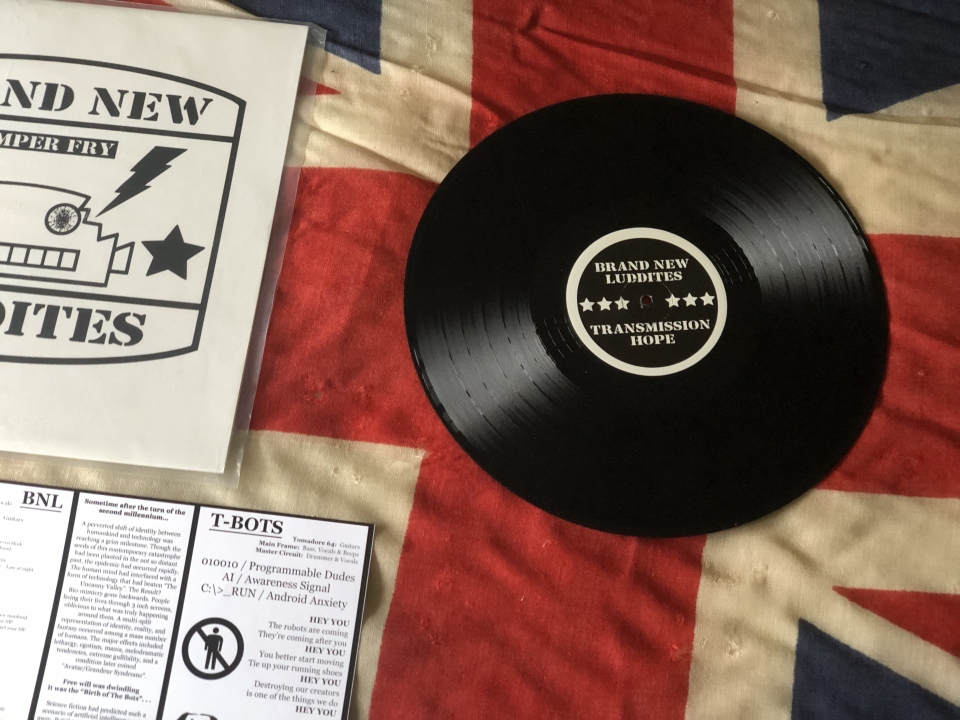 ND NEW
MPER FRY
DITES
BRAND NEW
LUDDITES
TRANSMISSION
HOPE
BNL
Guitars
Sometime after the turn of the
second millennium...
A perverted shift of identity between
humankind and technology was
reaching a grim milestone. Though the
seeds of this contemporary catastrophe
had been planted in the not so distant
past, the epidemic had occurred rapidly.
The human mind had interfaced with a
form of technology that had beaten "The
Uncanny Valley". The Result?
Bio-mimicry gone backwards. People
living their lives through 3 inch screens,
oblivious to what was truly happening
around them. A multi-split
representation of identity, reality, and
fantasy occurred among a mass number
of humans. The major effects included
lethargy, egotism, mania, melodramatic
tendencies, extreme gullibility, and a
condition later coined
"Avatar/Grandeur Syndrome".
Free will was dwindling
It was the "Birth of The Bots"...
Science fiction had predicted such a
scenario of artificial
T-BOTS
Tomadore 64: Guitars
Main Frame: Bass, Vocals & Beeps
Master Circuit: Drummer & Vocals
010010 / Programmable Dudes
AI / Awareness Signal
C:\>_RUN / Android Anxiety
HEY YOU
The robots are coming
They're coming after you
HEY YOU
You better start moving
Tie up your running shoes
HEY YOU
Destroying our creators
is one of the things we do
HEY YOU